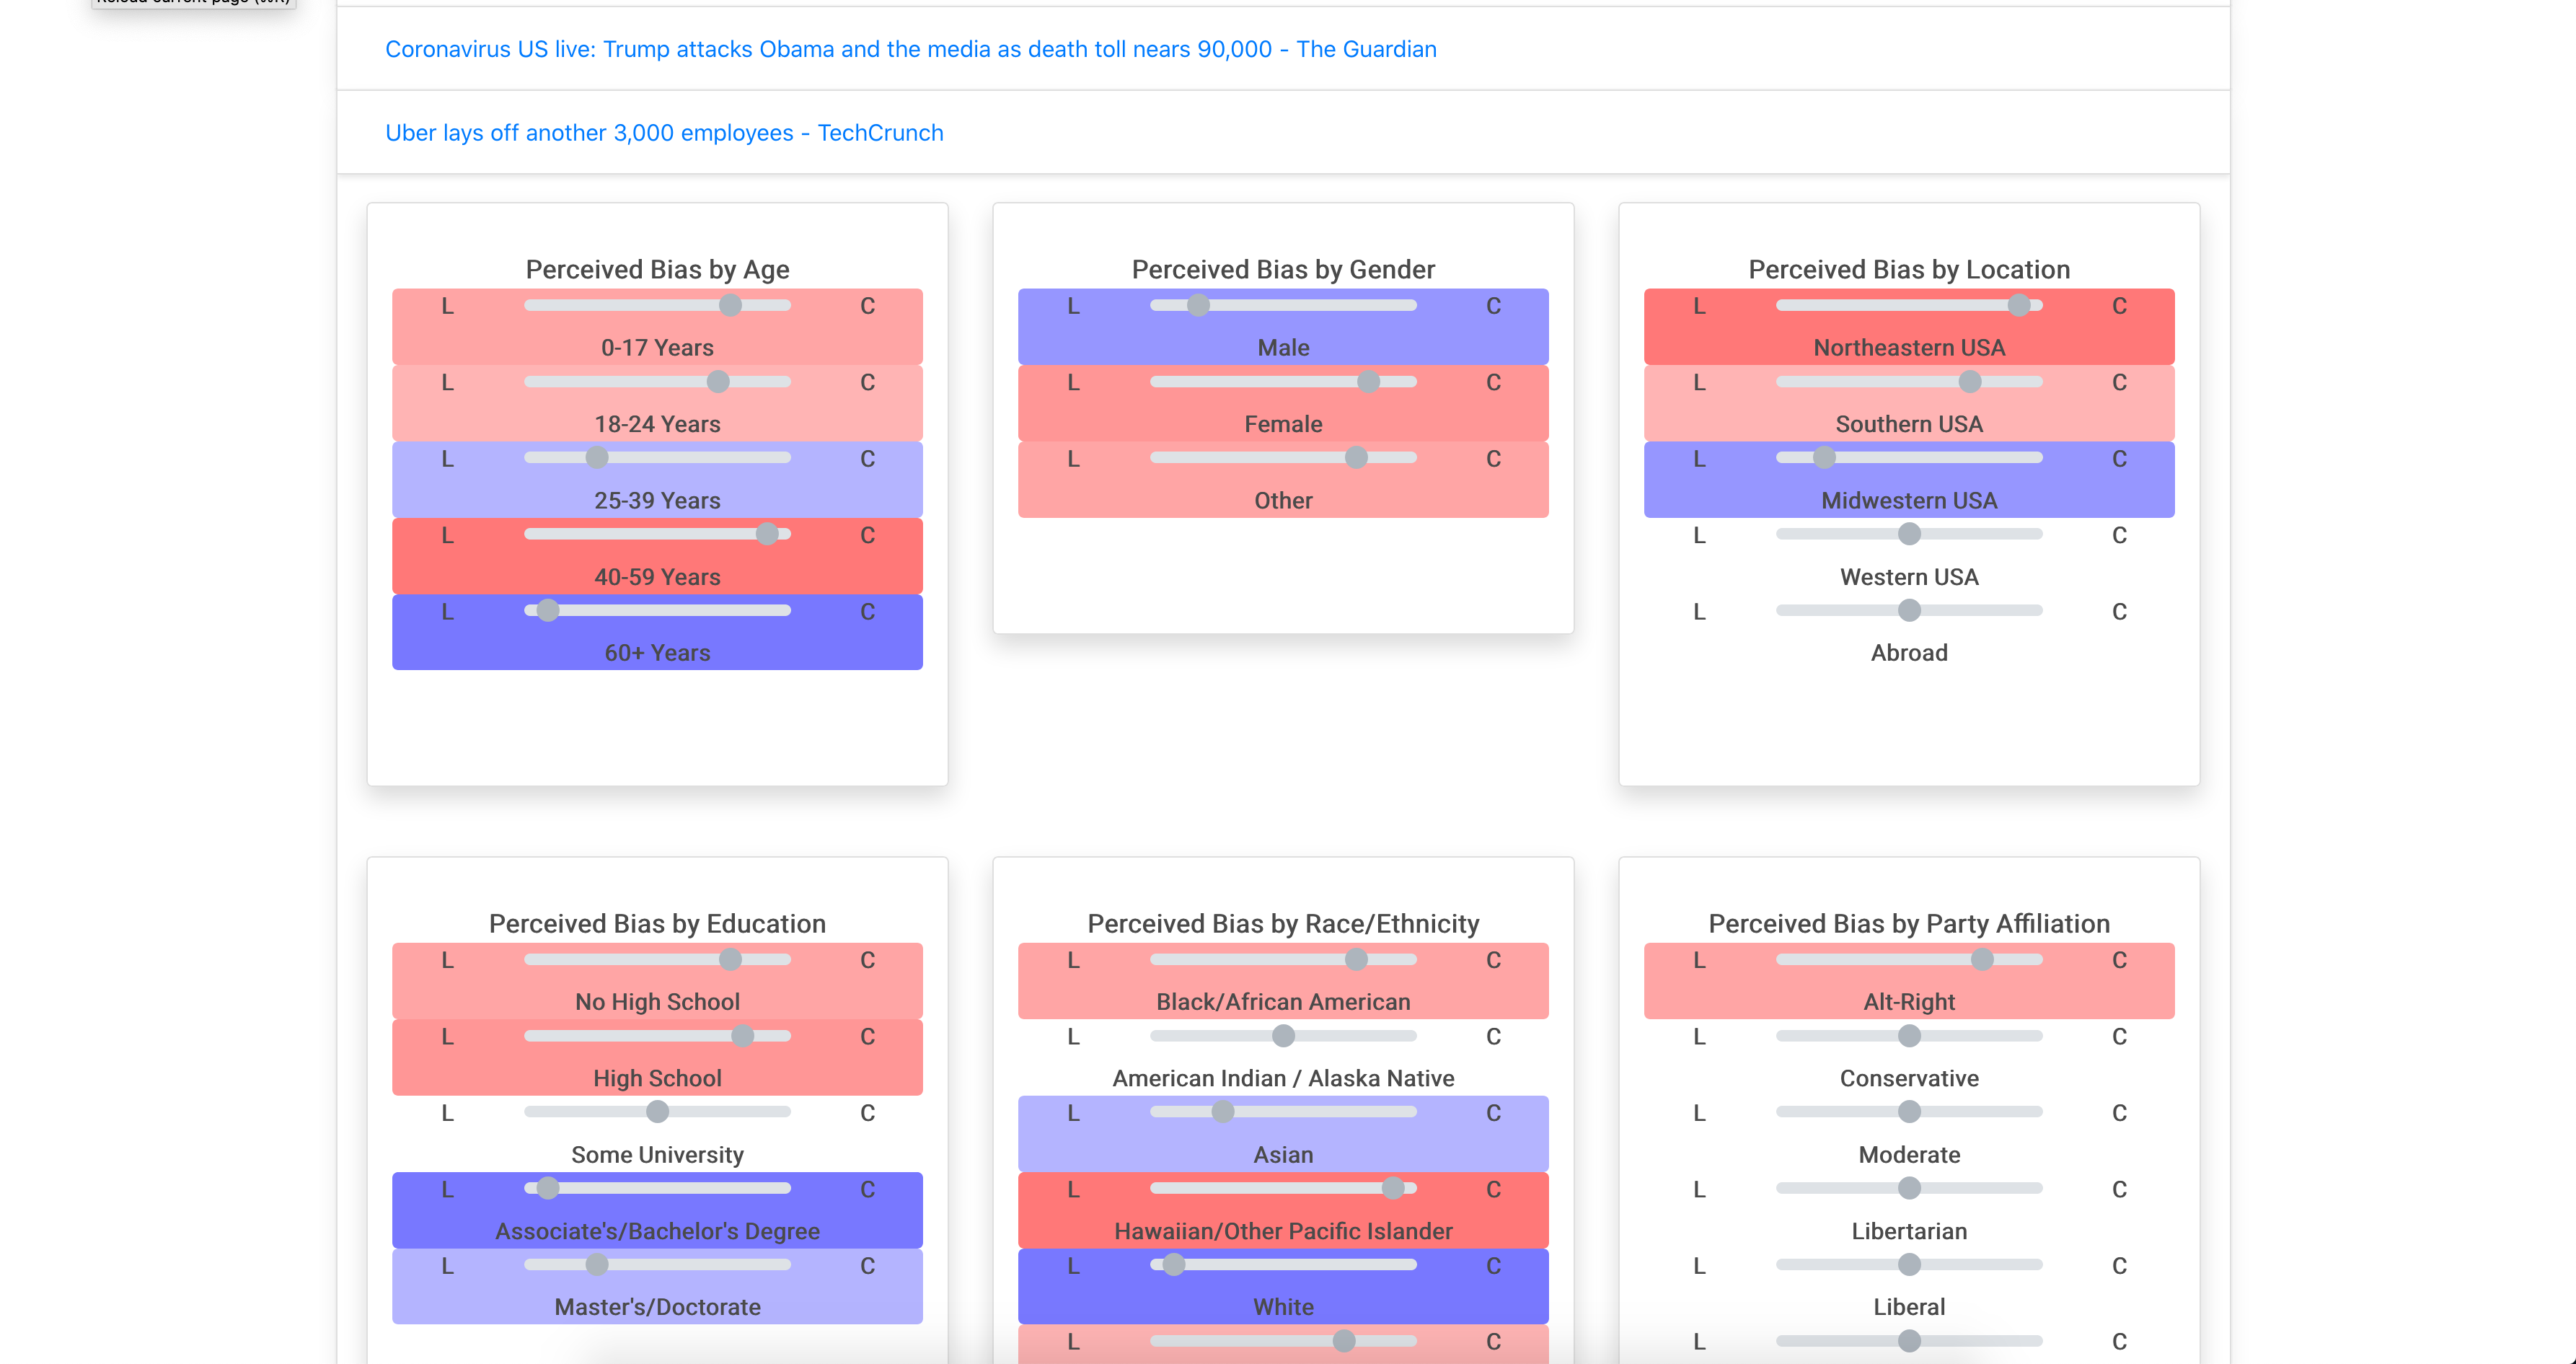 Reload current page (⌘R)
Coronavirus US live: Trump attacks Obama and the media as death toll nears 90,000 - The Guardian
Uber lays off another 3,000 employees - TechCrunch
Perceived Bias by Age
L C
0-17 Years
L C
18-24 Years
L C
25-39 Years
L C
40-59 Years
L C
60+ Years
Perceived Bias by Gender
L C
Male
L C
Female
L C
Other
Perceived Bias by Location
L C
Northeastern USA
L C
Southern USA
L C
Midwestern USA
L C
Western USA
L C
Abroad
Perceived Bias by Education
L C
No High School
L C
High School
L C
Some University
L C
Associate's/Bachelor's Degree
L C
Master's/Doctorate
Perceived Bias by Race/Ethnicity
L C
Black/African American
L C
American Indian / Alaska Native
L C
Asian
L C
Hawaiian/Other Pacific Islander
L C
White
L C
Perceived Bias by Party Affiliation
L C
Alt-Right
L C
Conservative
L C
Moderate
L C
Libertarian
L C
Liberal
L C